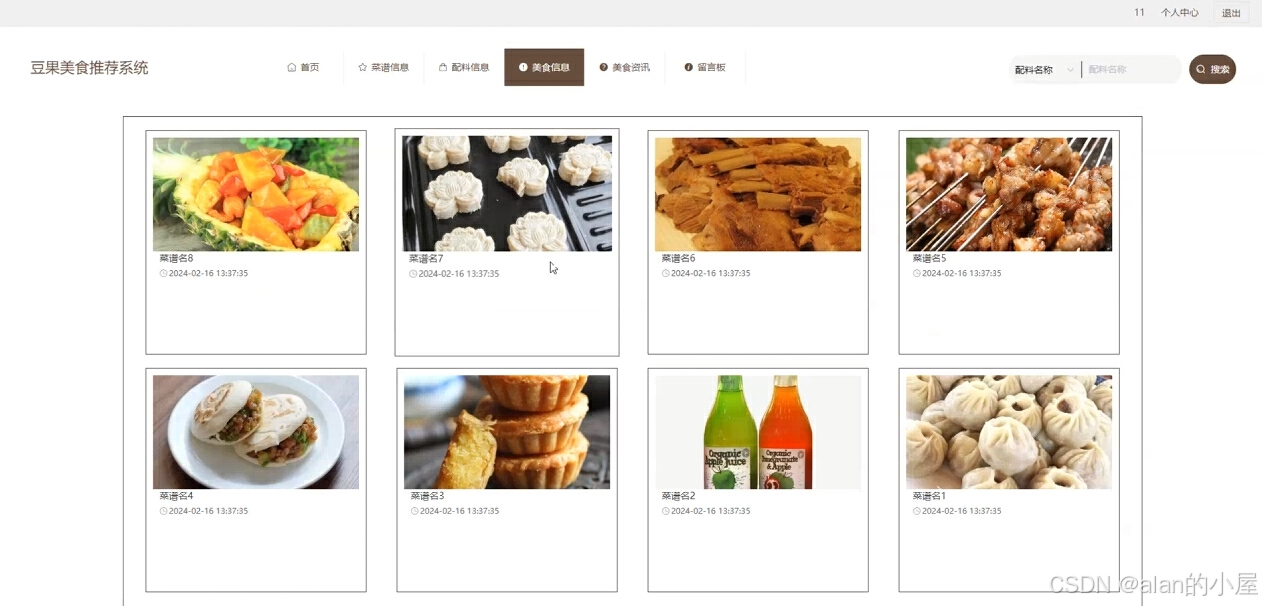 11 个人中心 退出
豆果美食推荐系统 首页 菜谱信息 配料信息 美食信息 美食资讯 留言板 配料名称 配料名称 搜索
菜谱名8 菜谱名7 菜谱名6 菜谱名5
2024-02-16 13:37:35 2024-02-16 13:37:35 2024-02-16 13:37:35 2024-02-16 13:37:35
Organic Apple Juice Organic Pomegranate & Apple
菜谱名4 菜谱名3 菜谱名2 菜谱名1
2024-02-16 13:37:35 2024-02-16 13:37:35 2024-02-16 13:37:35 2024-02-16 13:37:35
CSDN @alan的小屋